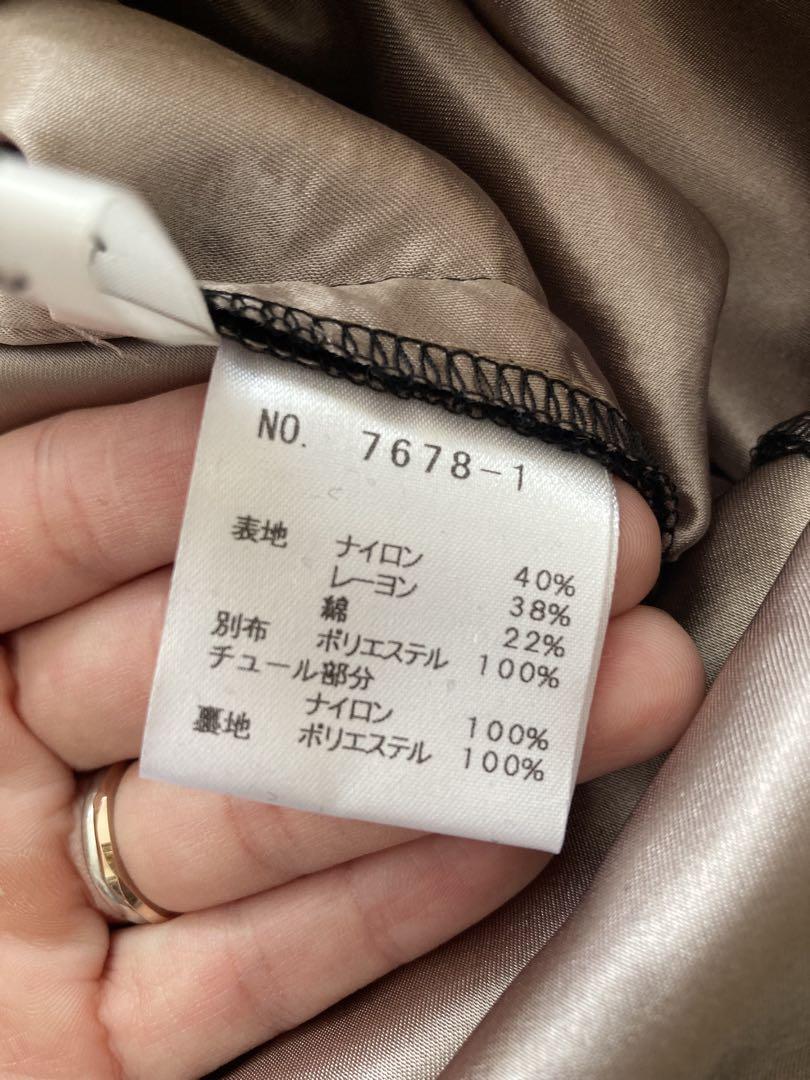 NO. 7678-1
表地 ナイロン 40%
レーヨン 38%
綿 22%
別布 ポリエステル 100%
チュール部分
ナイロン 100%
裏地 ポリエステル 100%